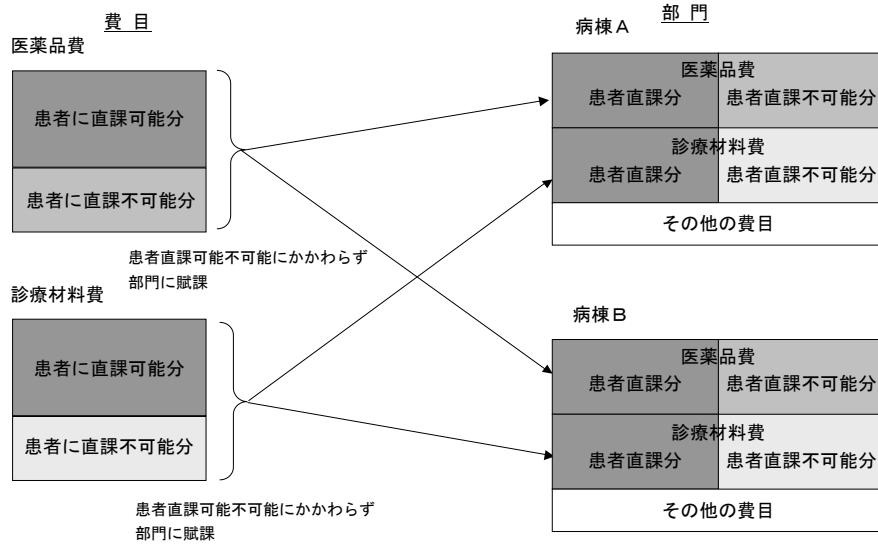 費 目
医薬品費
患者に直課可能分
患者に直課不可能分
患者直課可能不可能にかかわらず
部門に賦課
診療材料費
患者に直課可能分
患者に直課不可能分
患者直課可能不可能にかかわらず
部門に賦課
部 門
病棟A
医薬品費
患者直課分 患者直課不可能分
診療材料費
患者直課分 患者直課不可能分
その他の費目
病棟B
医薬品費
患者直課分 患者直課不可能分
診療材料費
患者直課分 患者直課不可能分
その他の費目